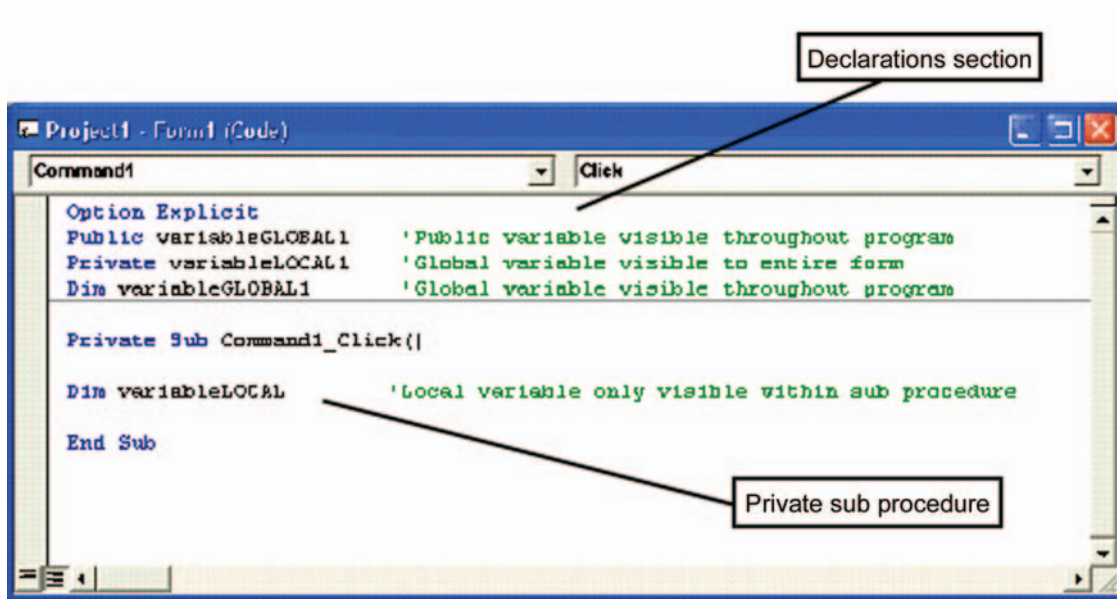 Declarations section
Project1 - Form1 (Code)
Command1 Click
Option Explicit
Public variableGLOBAL1 'Public variable visible throughout program
Private variableLOCAL1 'Global variable visible to entire form
Dim variableGLOBAL1 'Global variable visible throughout program
Private Sub Command1_Click(|
Dim variableLOCAL 'Local variable only visible within sub procedure
End Sub
Private sub procedure